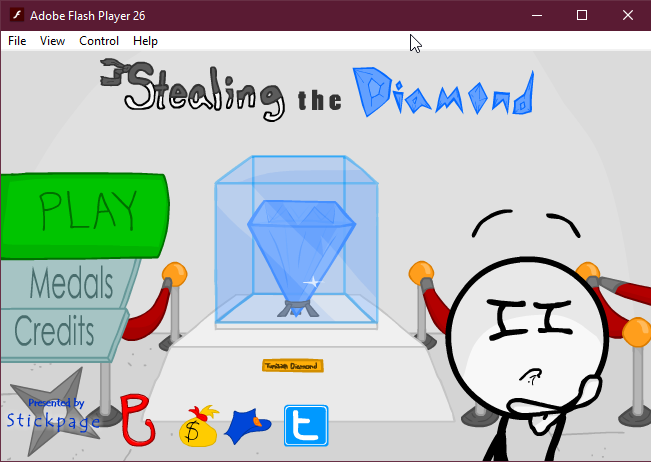 Adobe Flash Player 26
File View Control Help
Stealing the Diamond
PLAY
Medals
Credits
Tunisian Diamond
Presented by
Stickpage
$
t